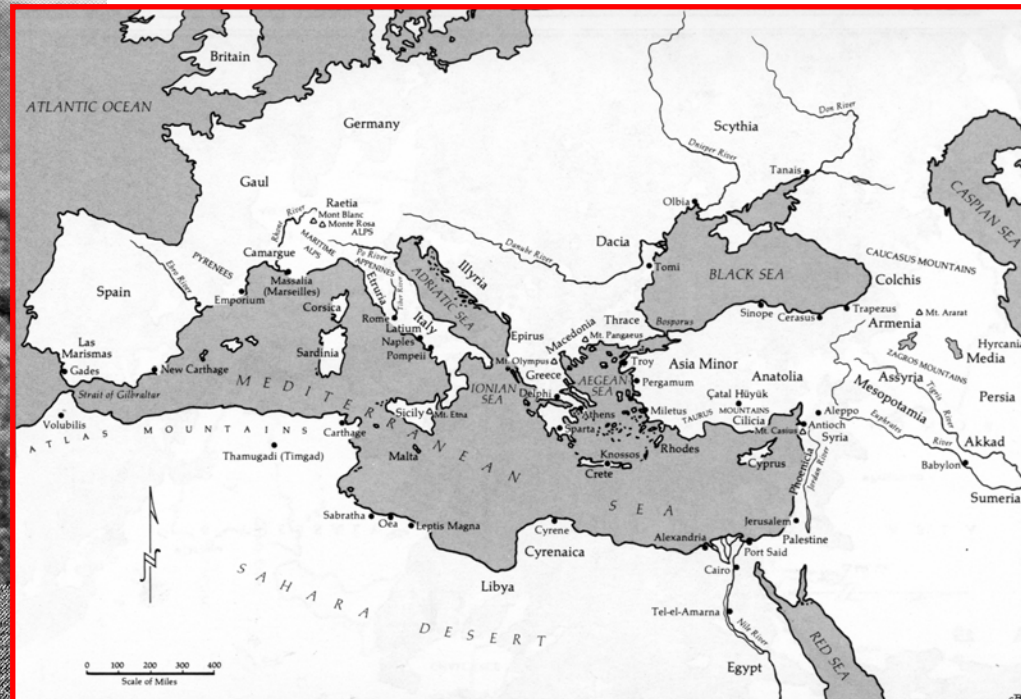 Britain
ATLANTIC OCEAN
Germany
Scythia
Don River
Dnieper River
Tanais
Gaul
Olbia
CASPIAN SEA
Raetia
Mont Blanc
Monte Rosa
ALPS
Rhone River
MARITIME
ALPS
Camargue
Po River
APPENINES
Danube River
Dacia
CAUCASUS MOUNTAINS
PYRENEES
Ebro River
Massalia
(Marseilles)
Tiber River
Etruria
ADRIATIC SEA
Illyria
Tomi
BLACK SEA
Colchis
Spain
Emporium
Corsica
Rome
Latium
Italy
Naples
Pompeii
Epirus
Macedonia
Thrace
Mt. Pangaeus
Bosporus
Sinope
Cerasus
Trapezus
Mt. Ararat
Armenia
Hyrcania
Media
Las
Marismas
Sardinia
Mt. Olympus
Greece
Troy
Asia Minor
ZAGROS MOUNTAINS
Gades
New Carthage
IONIAN
SEA
Delphi
AEGEAN
SEA
Pergamum
Anatolia
Assyria
Mesopotamia
Tigris River
Persia
Strait of Gibraltar
MEDITERRANEAN SEA
Sicily
Mt. Etna
Athens
Sparta
Miletus
Çatal Hüyük
TAURUS MOUNTAINS
Cilicia
Aleppo
Antioch
Syria
Mt. Casius
Euphrates River
Akkad
Volubilis
ATLAS MOUNTAINS
Carthage
Malta
Knossos
Crete
Rhodes
Cyprus
Phoenicia
Jordan River
Babylon
Sumeria
Thamugadi (Timgad)
Sabratha
Oea
Leptis Magna
Cyrene
Cyrenaica
Alexandria
Jerusalem
Palestine
Port Said
Cairo
Libya
SAHARA DESERT
Tel-el-Amarna
Nile River
Egypt
RED SEA
N
0 200 400
Scale of Miles